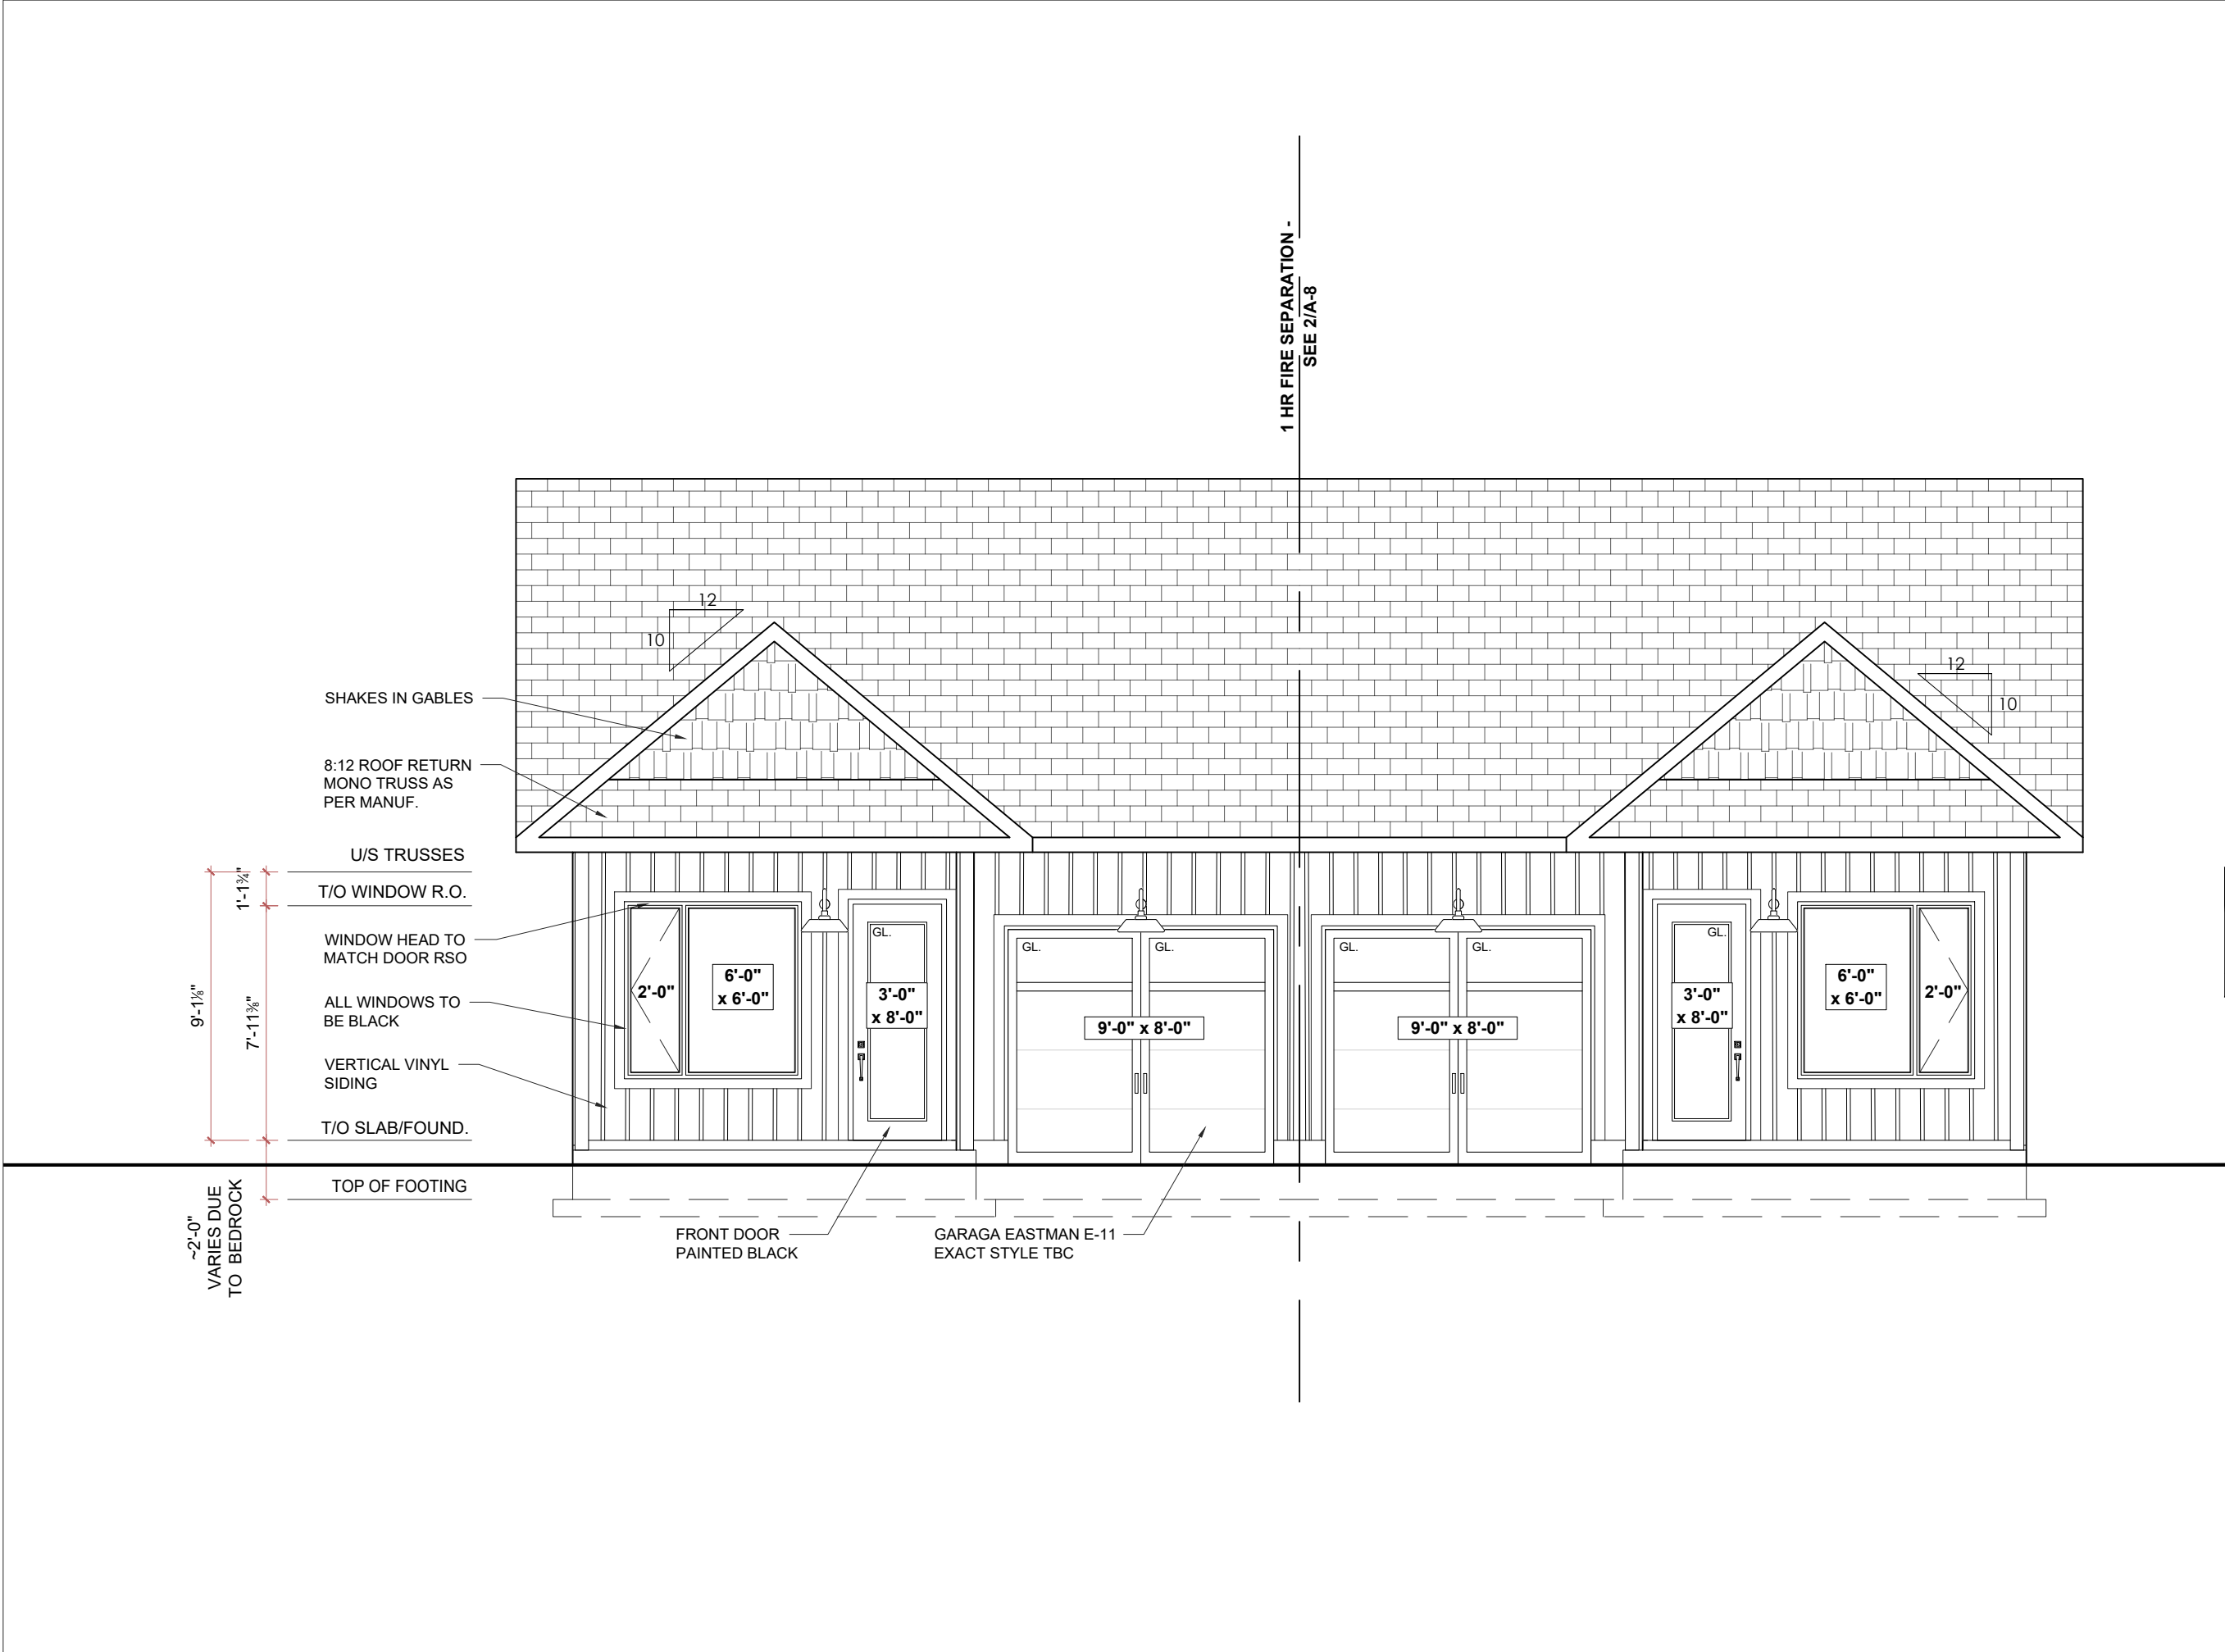 1 HR FIRE SEPARATION -
SEE 2/A-8
12
10
12
10
SHAKES IN GABLES
8:12 ROOF RETURN
MONO TRUSS AS
PER MANUF.
U/S TRUSSES
T/O WINDOW R.O.
WINDOW HEAD TO
MATCH DOOR RSO
ALL WINDOWS TO
BE BLACK
VERTICAL VINYL
SIDING
T/O SLAB/FOUND.
TOP OF FOOTING
1'-1¾"
9'-1⅛"
7'-11⅜"
~2'-0"
VARIES DUE
TO BEDROCK
2'-0"
6'-0"
x 6'-0"
GL.
3'-0"
x 8'-0"
GL.
GL.
9'-0" x 8'-0"
GL.
GL.
9'-0" x 8'-0"
GL.
3'-0"
x 8'-0"
6'-0"
x 6'-0"
2'-0"
FRONT DOOR
PAINTED BLACK
GARAGA EASTMAN E-11
EXACT STYLE TBC